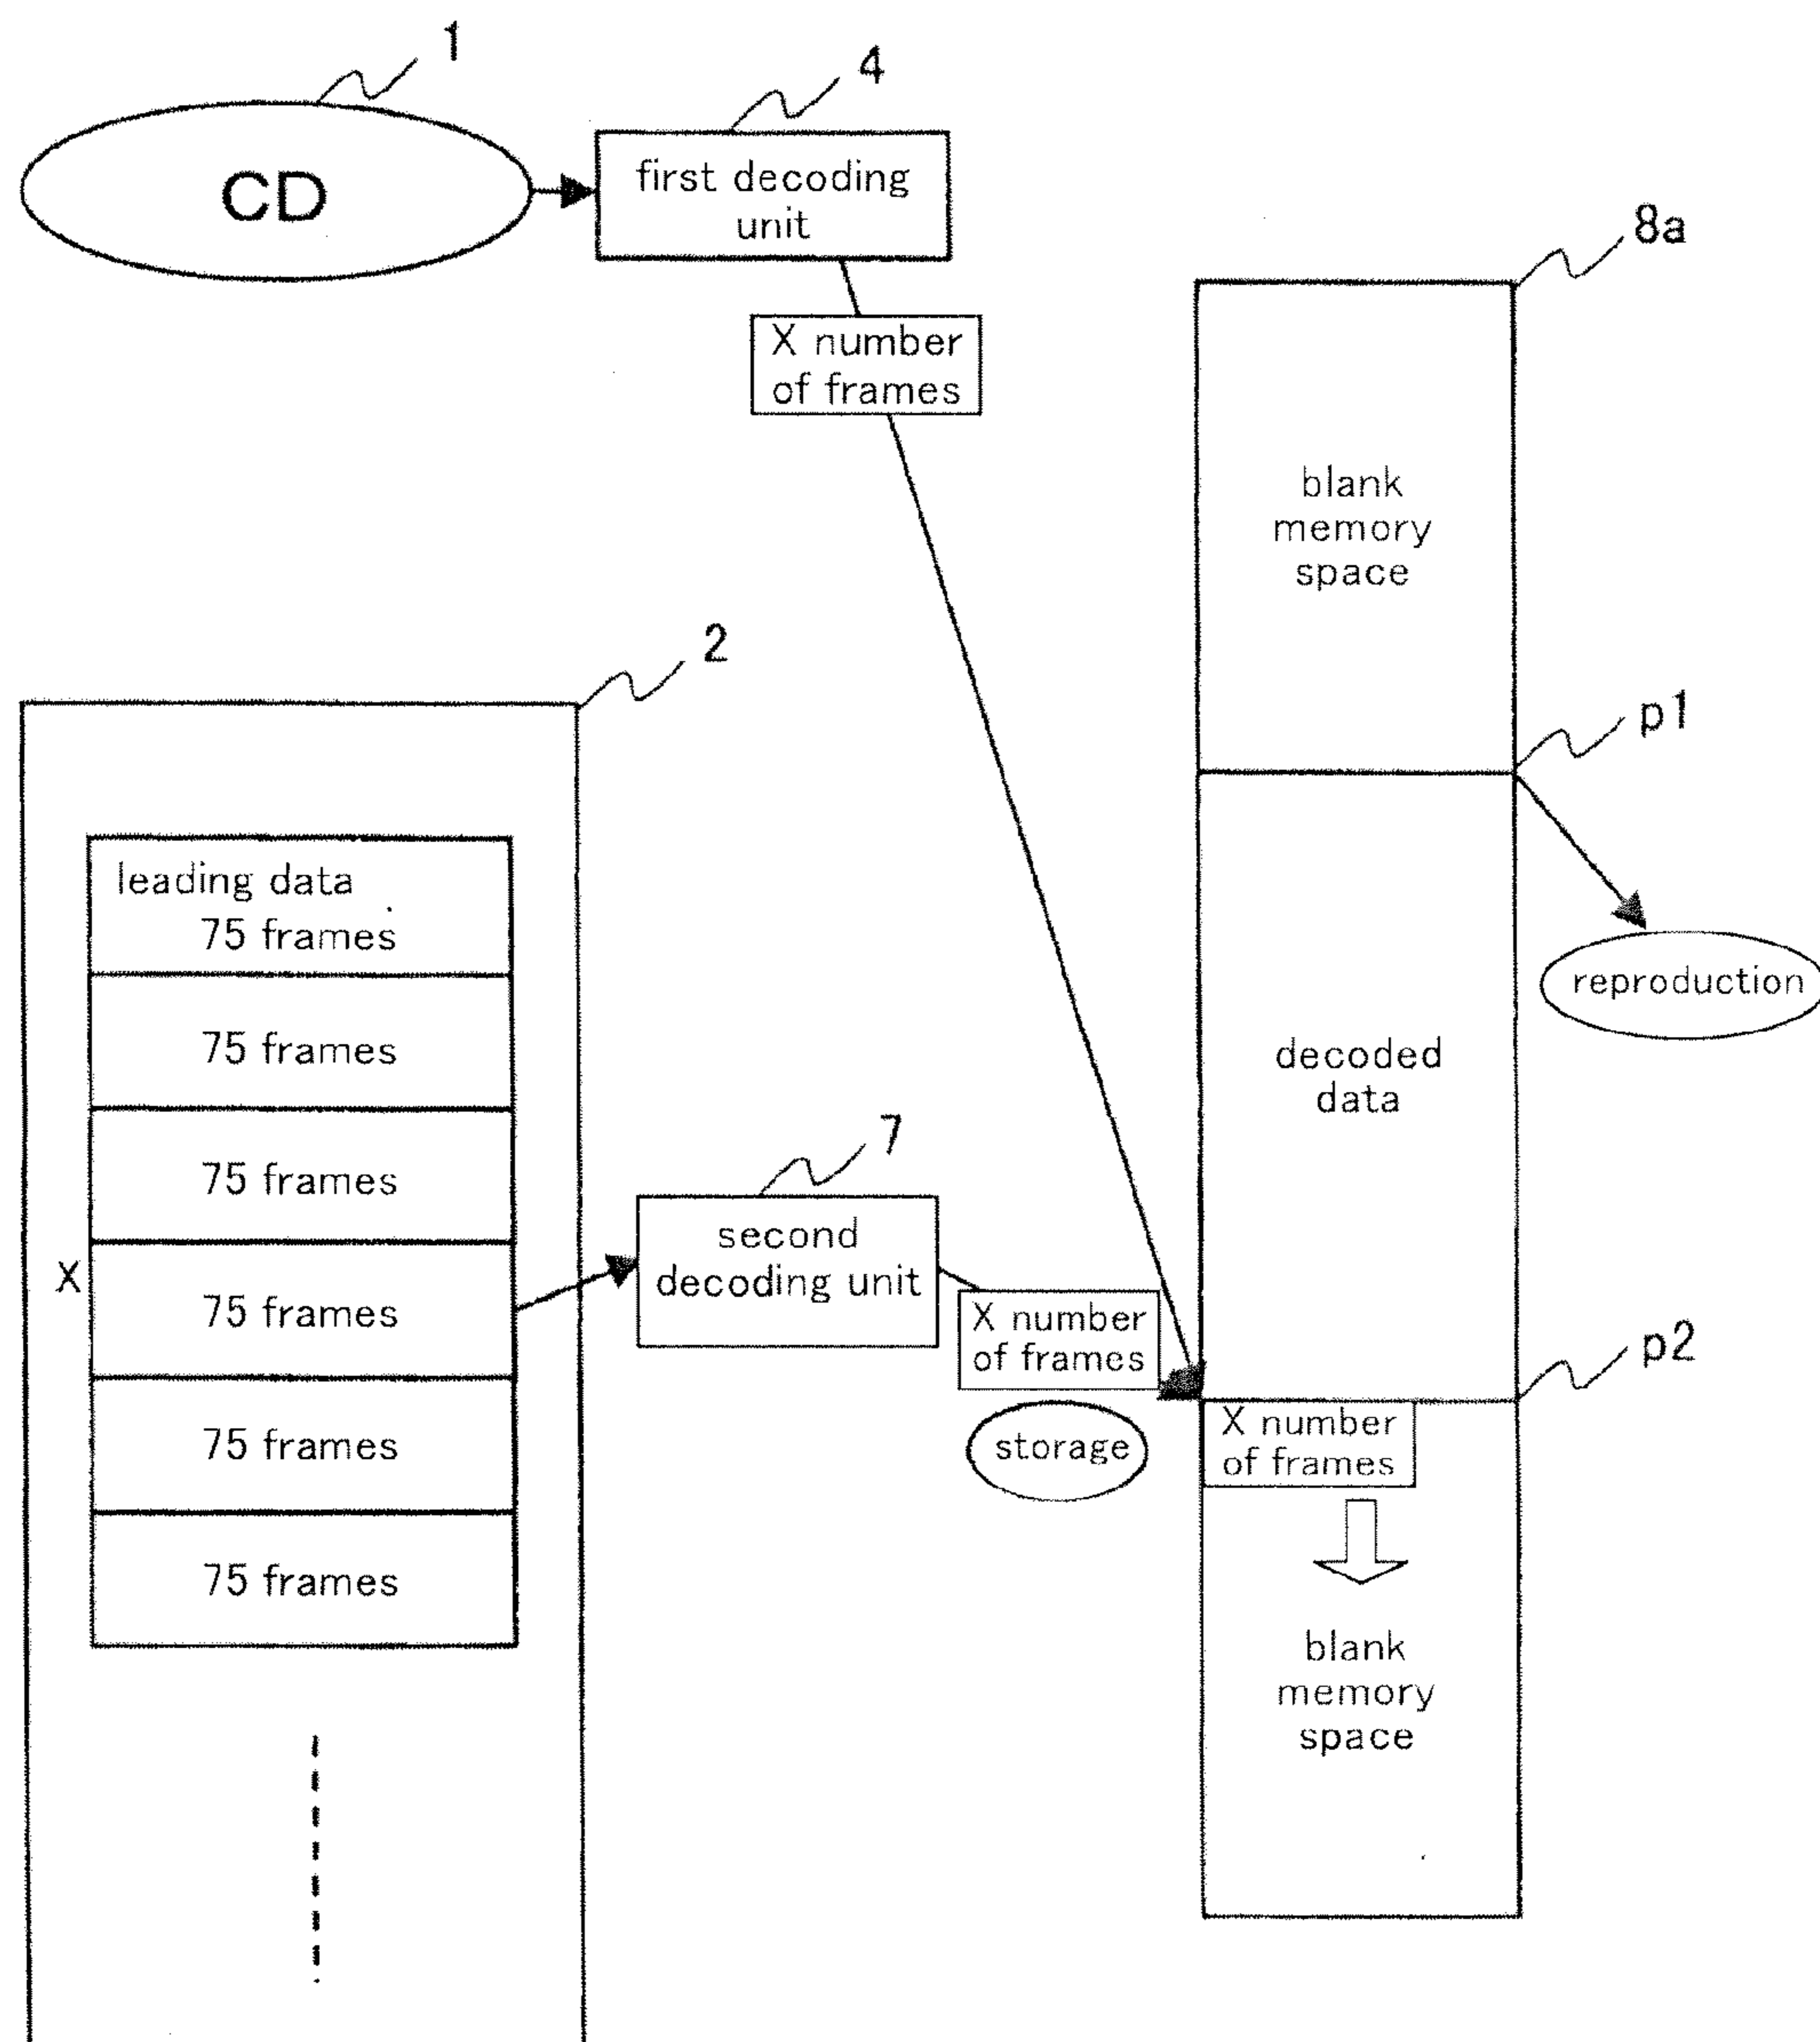 1
CD
4
first decoding
unit
X number
of frames
8a
blank
memory
space
2
p1
leading data
75 frames
75 frames
75 frames
X
75 frames
75 frames
75 frames
reproduction
decoded
data
7
second
decoding unit
X number
of frames
storage
p2
X number
of frames
blank
memory
space